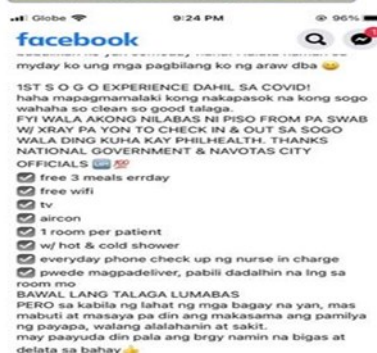 Globe 9:24 PM 96%
facebook
myday ko ung mga pagbilang ko ng araw dba 😄
1ST S O G O EXPERIENCE DAHIL SA COVID!
haha mapagmamalaki kong nakapasok na kong sogo
wahaha so clean so good talaga.
FYI WALA AKONG NILABAS NI PISO FROM PA SWAB
W/ XRAY PA YON TO CHECK IN & OUT SA SOGO
WALA DING KUHA KAY PHILHEALTH. THANKS
NATIONAL GOVERNMENT & NAVOTAS CITY
OFFICIALS 💯
☑ free 3 meals errday
☑ free wifi
☑ tv
☑ aircon
☑ 1 room per patient
☑ w/ hot & cold shower
☑ everyday phone check up ng nurse in charge
☑ pwede magpadeliver, pabili dadalhin na lng sa
room mo
BAWAL LANG TALAGA LUMABAS
PERO sa kabila ng lahat ng mga bagay na yan, mas
mabuti at masaya pa din ang makasama ang pamilya
ng payapa, walang alalahanin at sakit.
may paayuda din pala ang brgy namin na bigas at
delata sa bahay👍